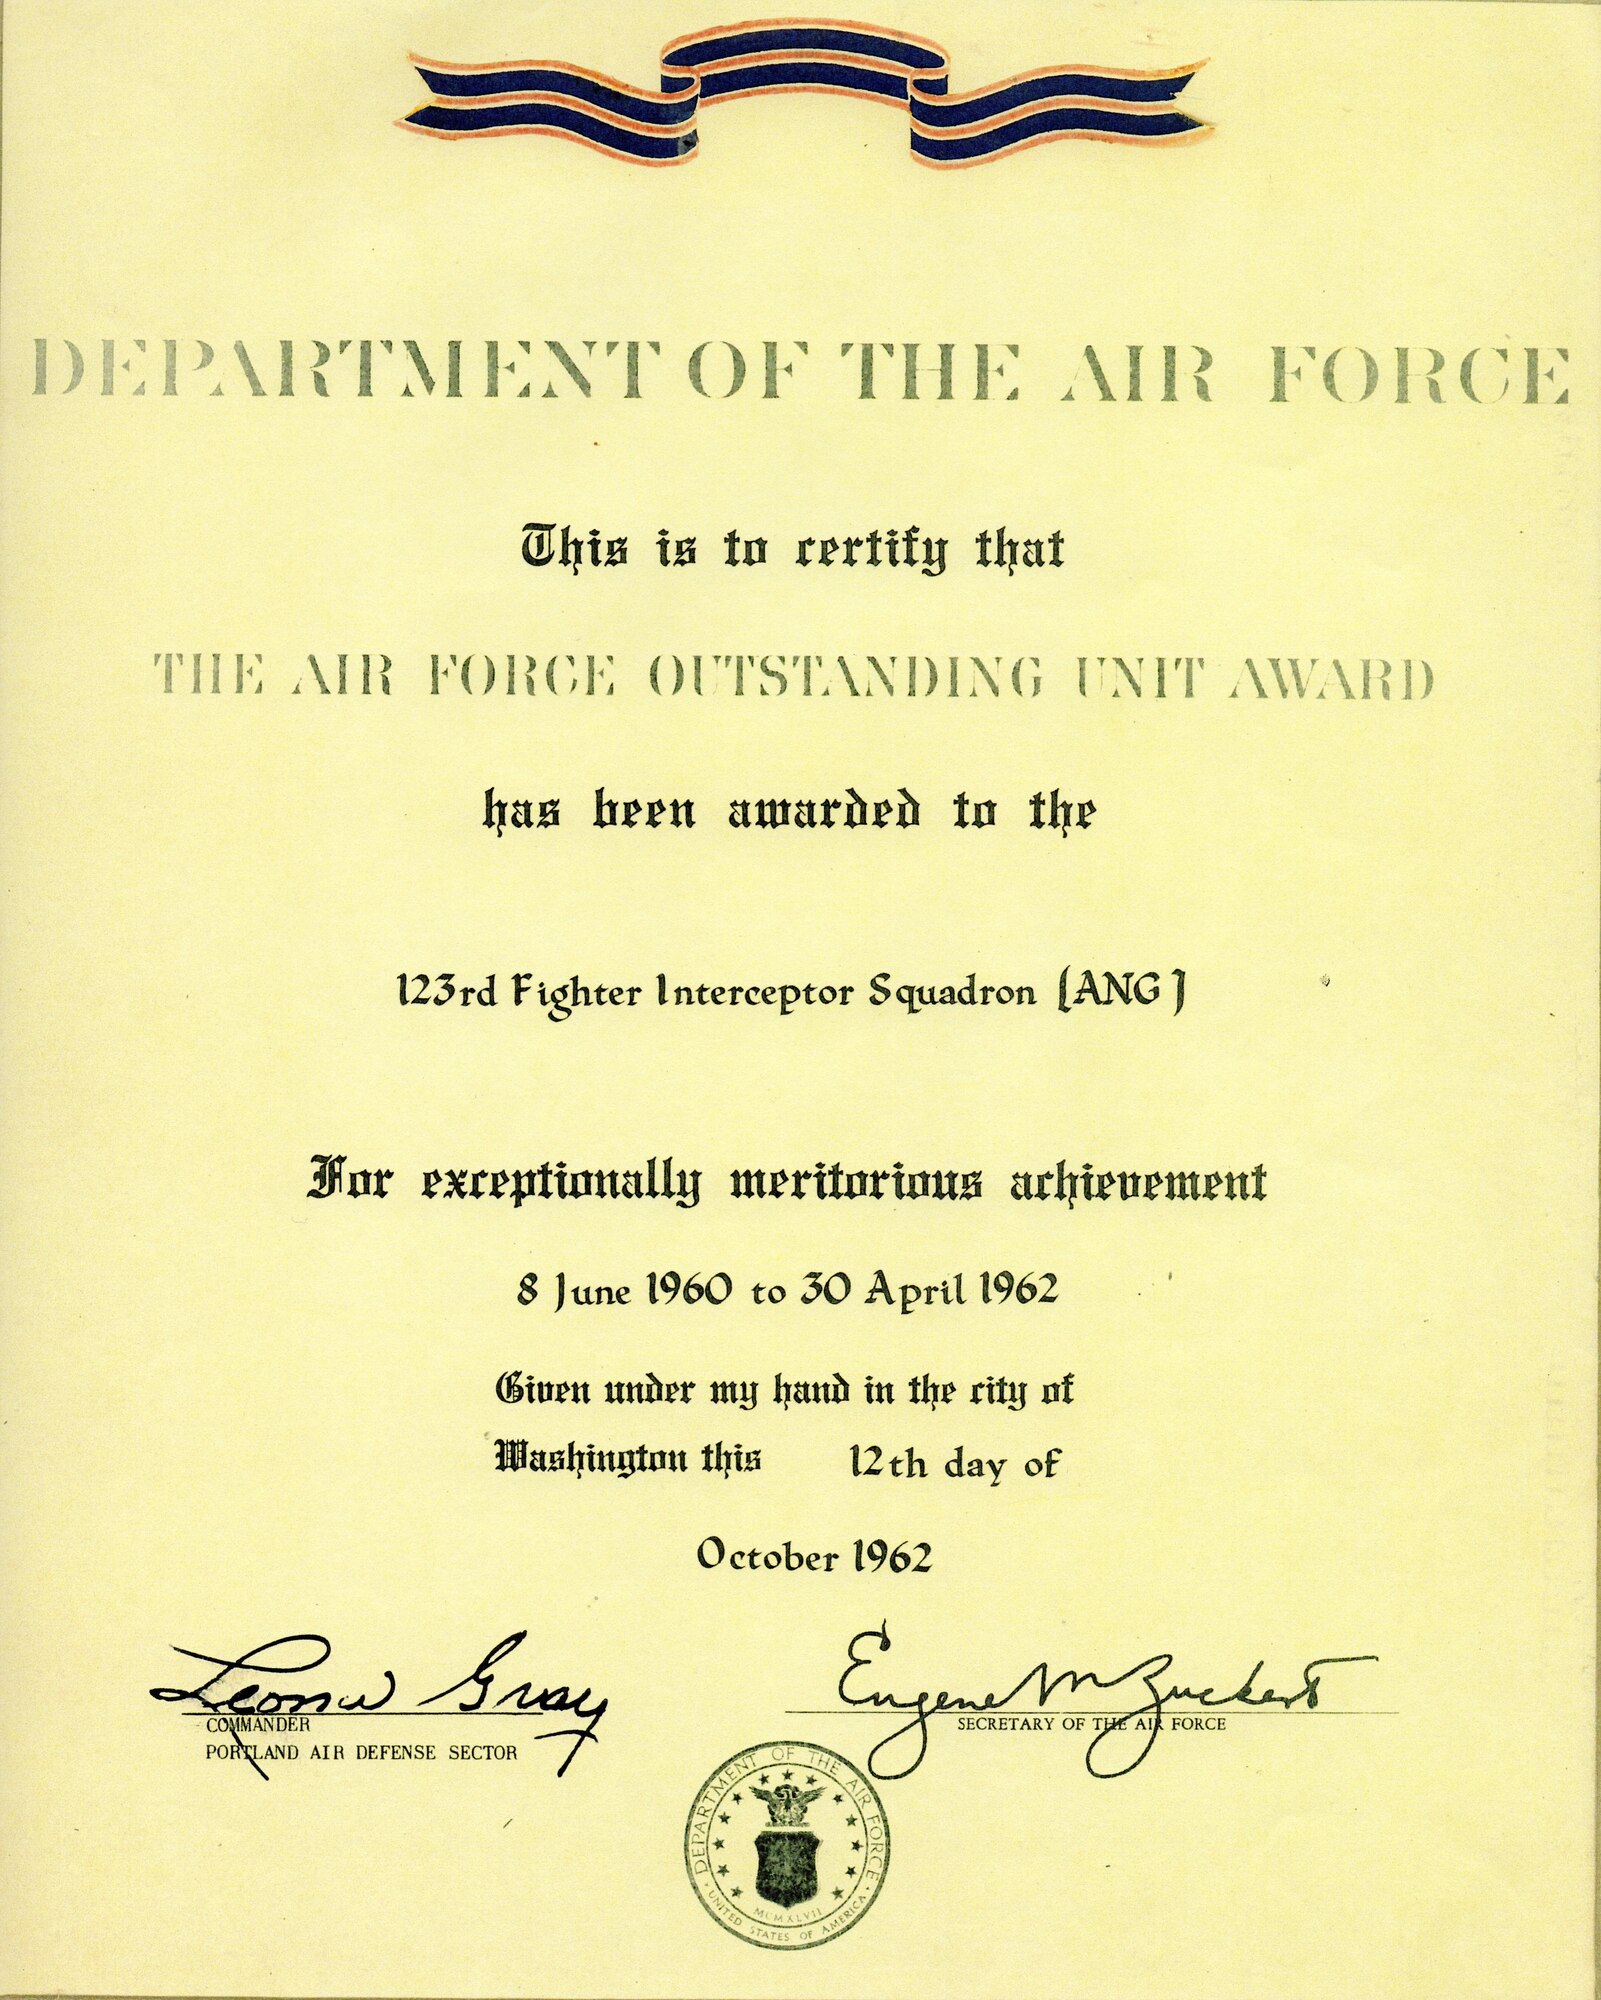 DEPARTMENT OF THE AIR FORCE
This is to certify that
THE AIR FORCE OUTSTANDING UNIT AWARD
has been awarded to the
123rd Fighter Interceptor Squadron (ANG)
For exceptionally meritorious achievement
8 June 1960 to 30 April 1962
Given under my hand in the city of
Washington this 12th day of
October 1962
Gray
COMMANDER
PORTLAND AIR DEFENSE SECTOR
Eugene M Zuckert
SECRETARY OF THE AIR FORCE
DEPARTMENT OF THE AIR FORCE
MCMXLVII
UNITED STATES OF AMERICA